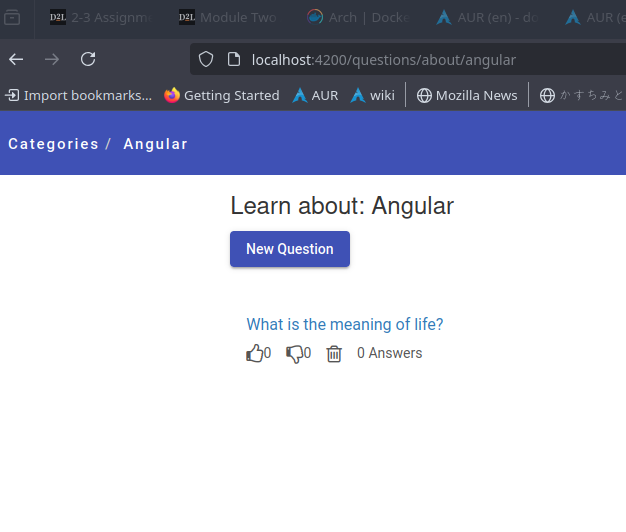 2-3 Assignm
Module Two
Arch | Docke
AUR (en) - do
AUR (e
localhost:4200/questions/about/angular
Import bookmarks...
Getting Started
AUR
wiki
Mozilla News
かすちみと
Categories / Angular
Learn about: Angular
New Question
What is the meaning of life?
0 0 0 Answers